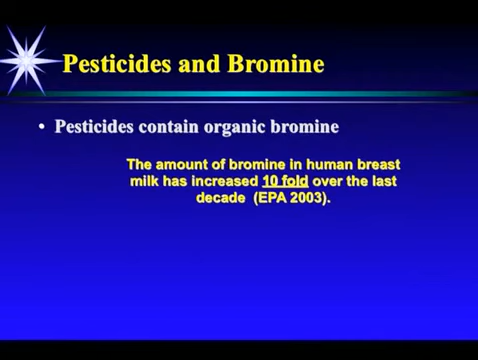 Pesticides and Bromine
• Pesticides contain organic bromine
The amount of bromine in human breast
milk has increased 10 fold over the last
decade (EPA 2003).